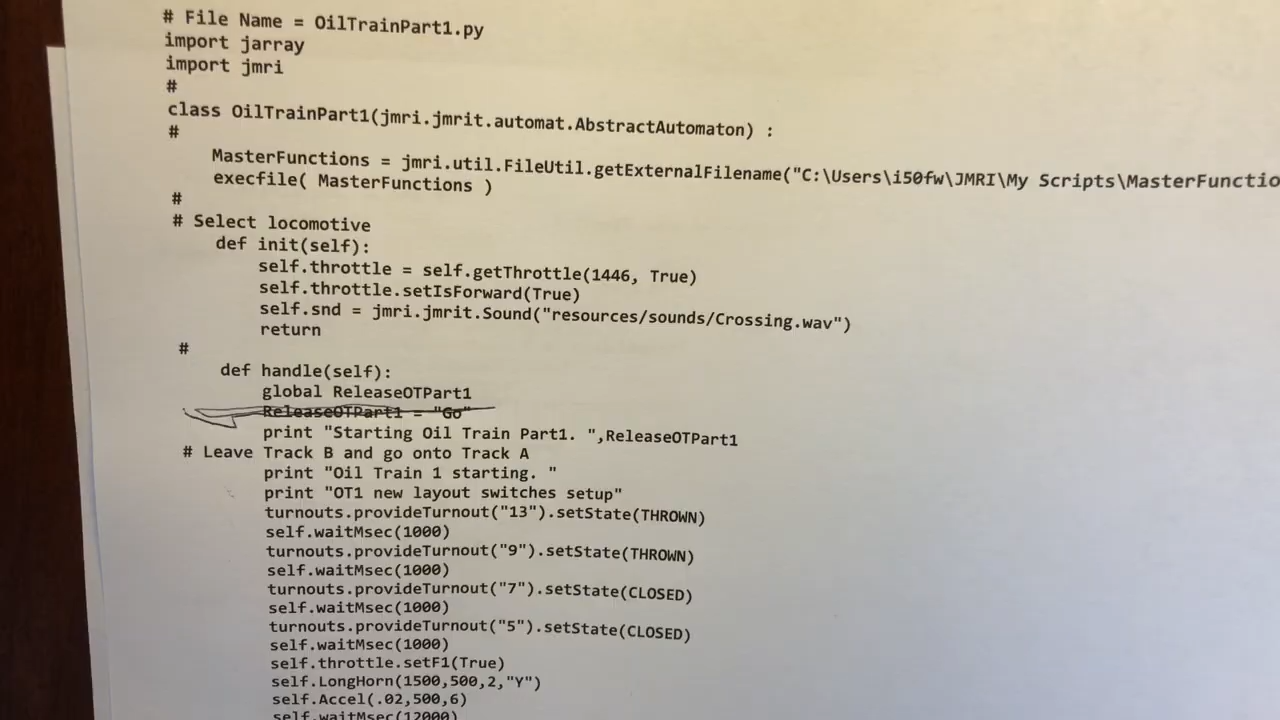 # File Name = OilTrainPart1.py
import jarray
import jmri
#
class OilTrainPart1(jmri.jmrit.automat.AbstractAutomaton) :
#
MasterFunctions = jmri.util.FileUtil.getExternalFilename("C:\Users\i50fw\JMRI\My Scripts\MasterFunctio
execfile( MasterFunctions )
#
# Select locomotive
def init(self):
self.throttle = self.getThrottle(1446, True)
self.throttle.setIsForward(True)
self.snd = jmri.jmrit.Sound("resources/sounds/Crossing.wav")
return
#
def handle(self):
global ReleaseOTPart1
ReleaseOTPart1 = "Go"
print "Starting Oil Train Part1. ",ReleaseOTPart1
# Leave Track B and go onto Track A
print "Oil Train 1 starting. "
print "OT1 new layout switches setup"
turnouts.provideTurnout("13").setState(THROWN)
self.waitMsec(1000)
turnouts.provideTurnout("9").setState(THROWN)
self.waitMsec(1000)
turnouts.provideTurnout("7").setState(CLOSED)
self.waitMsec(1000)
turnouts.provideTurnout("5").setState(CLOSED)
self.waitMsec(1000)
self.throttle.setF1(True)
self.LongHorn(1500,500,2,"Y")
self.Accel(.02,500,6)
self.waitMsec(12000)